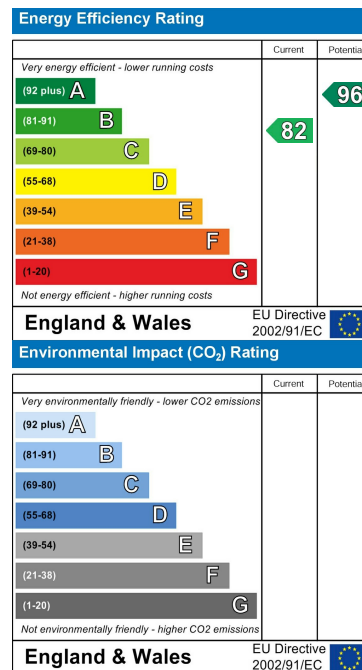 Energy Efficiency Rating
Current Potentia
Very energy efficient - lower running costs
(92 plus) A
96
(81-91) B
82
(69-80) C
(55-68) D
(39-54) E
(21-38) F
(1-20) G
Not energy efficient - higher running costs
England & Wales
EU Directive
2002/91/EC
Environmental Impact (CO₂) Rating
Current Potentia
Very environmentally friendly - lower CO2 emissions
(92 plus) A
(81-91) B
(69-80) C
(55-68) D
(39-54) E
(21-38) F
(1-20) G
Not environmentally friendly - higher CO2 emissions
England & Wales
EU Directive
2002/91/EC